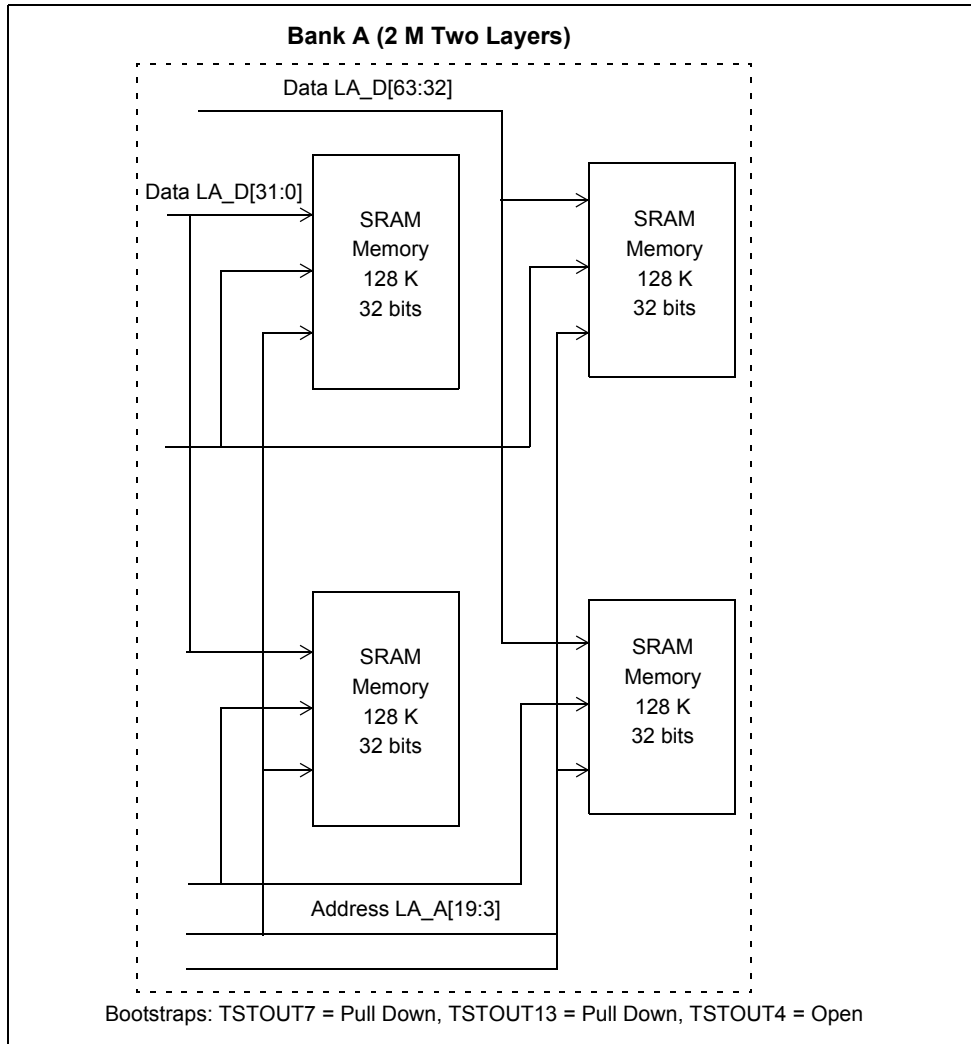 Bank A (2 M Two Layers)
Data LA_D[63:32]
Data LA_D[31:0]
SRAM
Memory
128 K
32 bits
SRAM
Memory
128 K
32 bits
SRAM
Memory
128 K
32 bits
SRAM
Memory
128 K
32 bits
Address LA_A[19:3]
Bootstraps: TSTOUT7 = Pull Down, TSTOUT13 = Pull Down, TSTOUT4 = Open